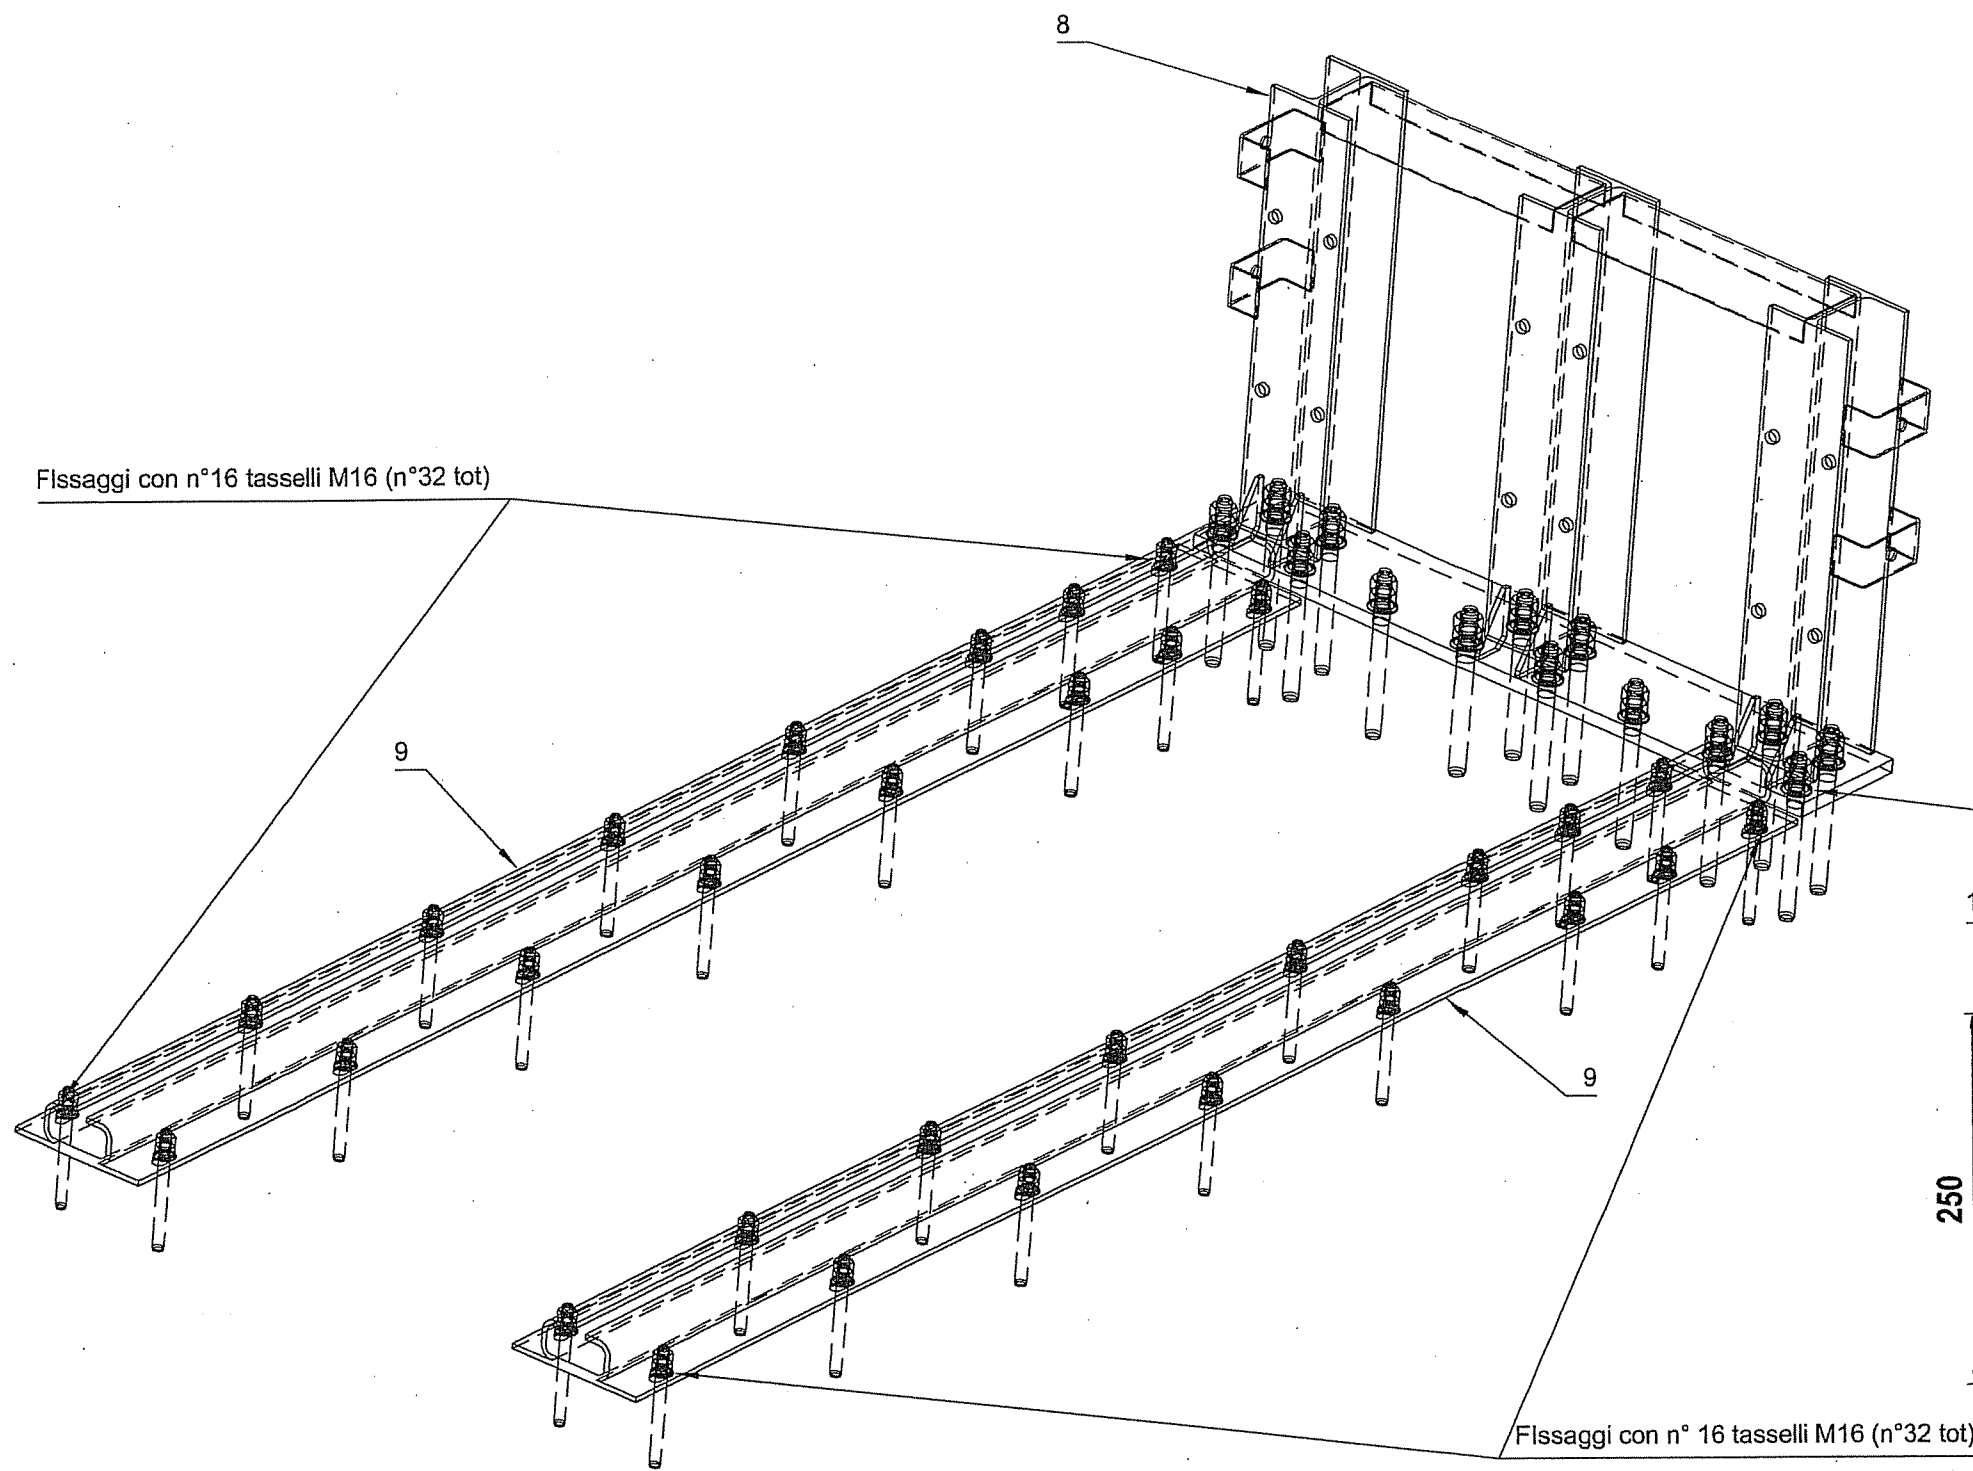 8
FIssaggi con n°16 tasselli M16 (n°32 tot)
9
9
250
FIssaggi con n° 16 tasselli M16 (n°32 tot)